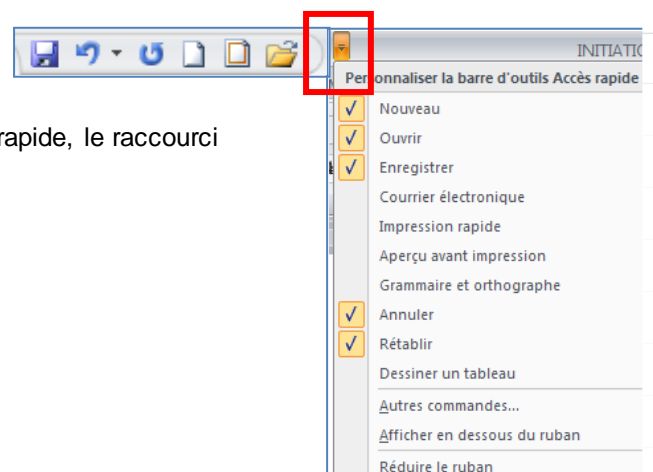 INITIATIO
Personnaliser la barre d'outils Accès rapide
Nouveau
rapide, le raccourci
Ouvrir
Enregistrer
Courrier électronique
Impression rapide
Aperçu avant impression
Grammaire et orthographe
Annuler
Rétablir
Dessiner un tableau
Autres commandes...
Afficher en dessous du ruban
Réduire le ruban